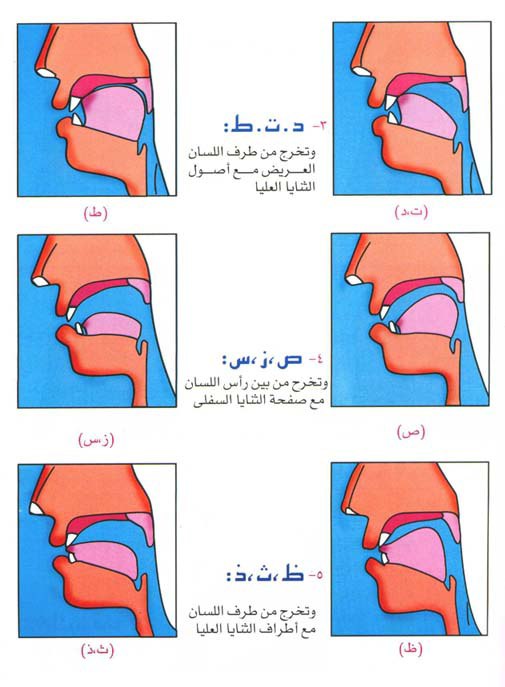 ٣- د.ت.ط:
وتخرج من طرف اللسان
العريض مع أصول
الثنايا العليا
(ت،د)
(ط)
٤- ص،ز،س:
وتخرح من بين رأس اللسان
مع صفحة الثنايا السفلى
(ص)
(ز،س)
٥- ظ،ث،ذ:
وتخرج من طرف اللسان
مع أطراف الثنايا العليا
(ظ)
(ث،ذ)